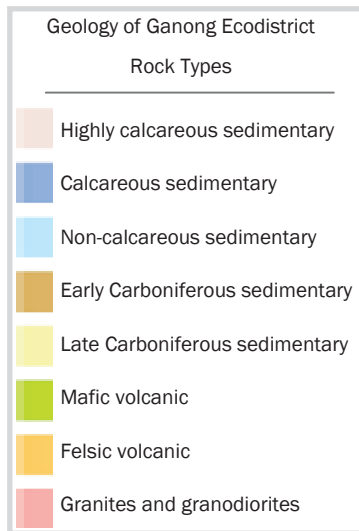 Geology of Ganong Ecodistrict
Rock Types
Highly calcareous sedimentary
Calcareous sedimentary
Non-calcareous sedimentary
Early Carboniferous sedimentary
Late Carboniferous sedimentary
Mafic volcanic
Felsic volcanic
Granites and granodiorites